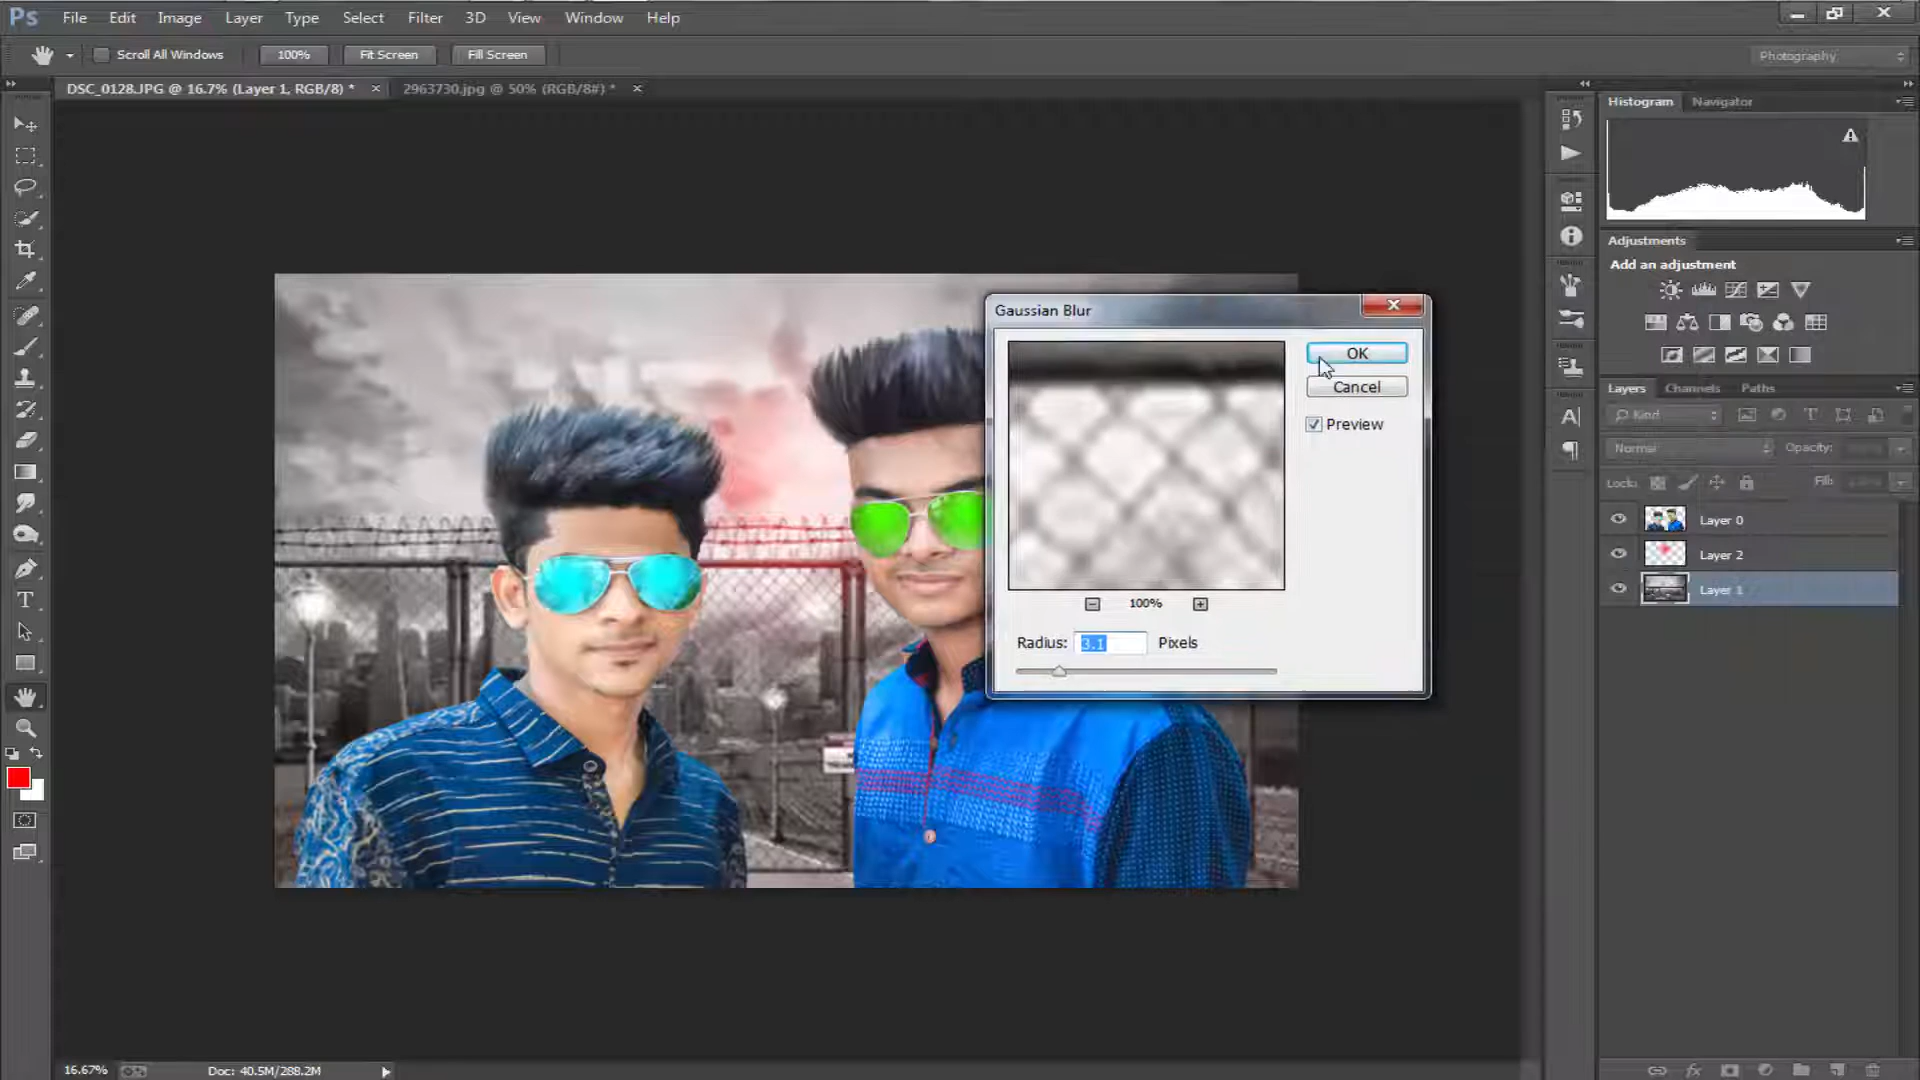 Ps File Edit Image Layer Type Select Filter 3D View Window Help
Scroll All Windows 100% Fit Screen Fill Screen Photography
DSC_0128.JPG @ 16.7% (Layer 1, RGB/8) * × 2963730.jpg @ 50% (RGB/8#) * ×
Histogram Navigator
Adjustments
Add an adjustment
Gaussian Blur
OK
Cancel
Preview
100%
Radius: 3.1 Pixels
Layers Channels Paths
Kind
Normal Opacity:
Lock: Fill:
Layer 0
Layer 2
Layer 1
16.67% Doc: 40.5M/288.2M